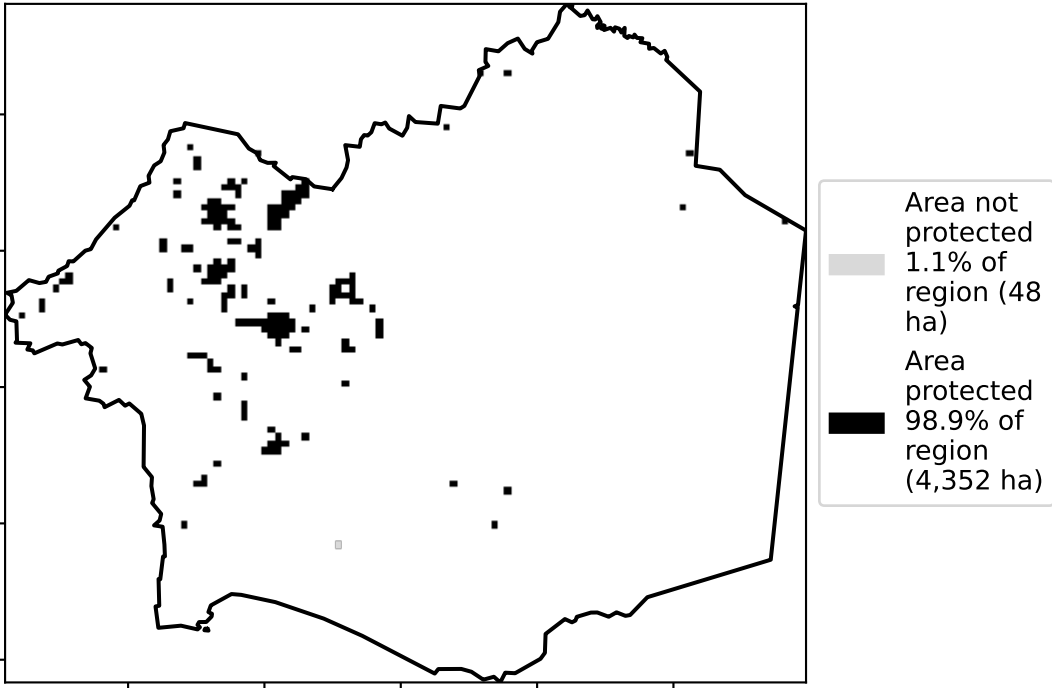 Area not
protected
1.1% of
region (48
ha)
Area
protected
98.9% of
region
(4,352 ha)